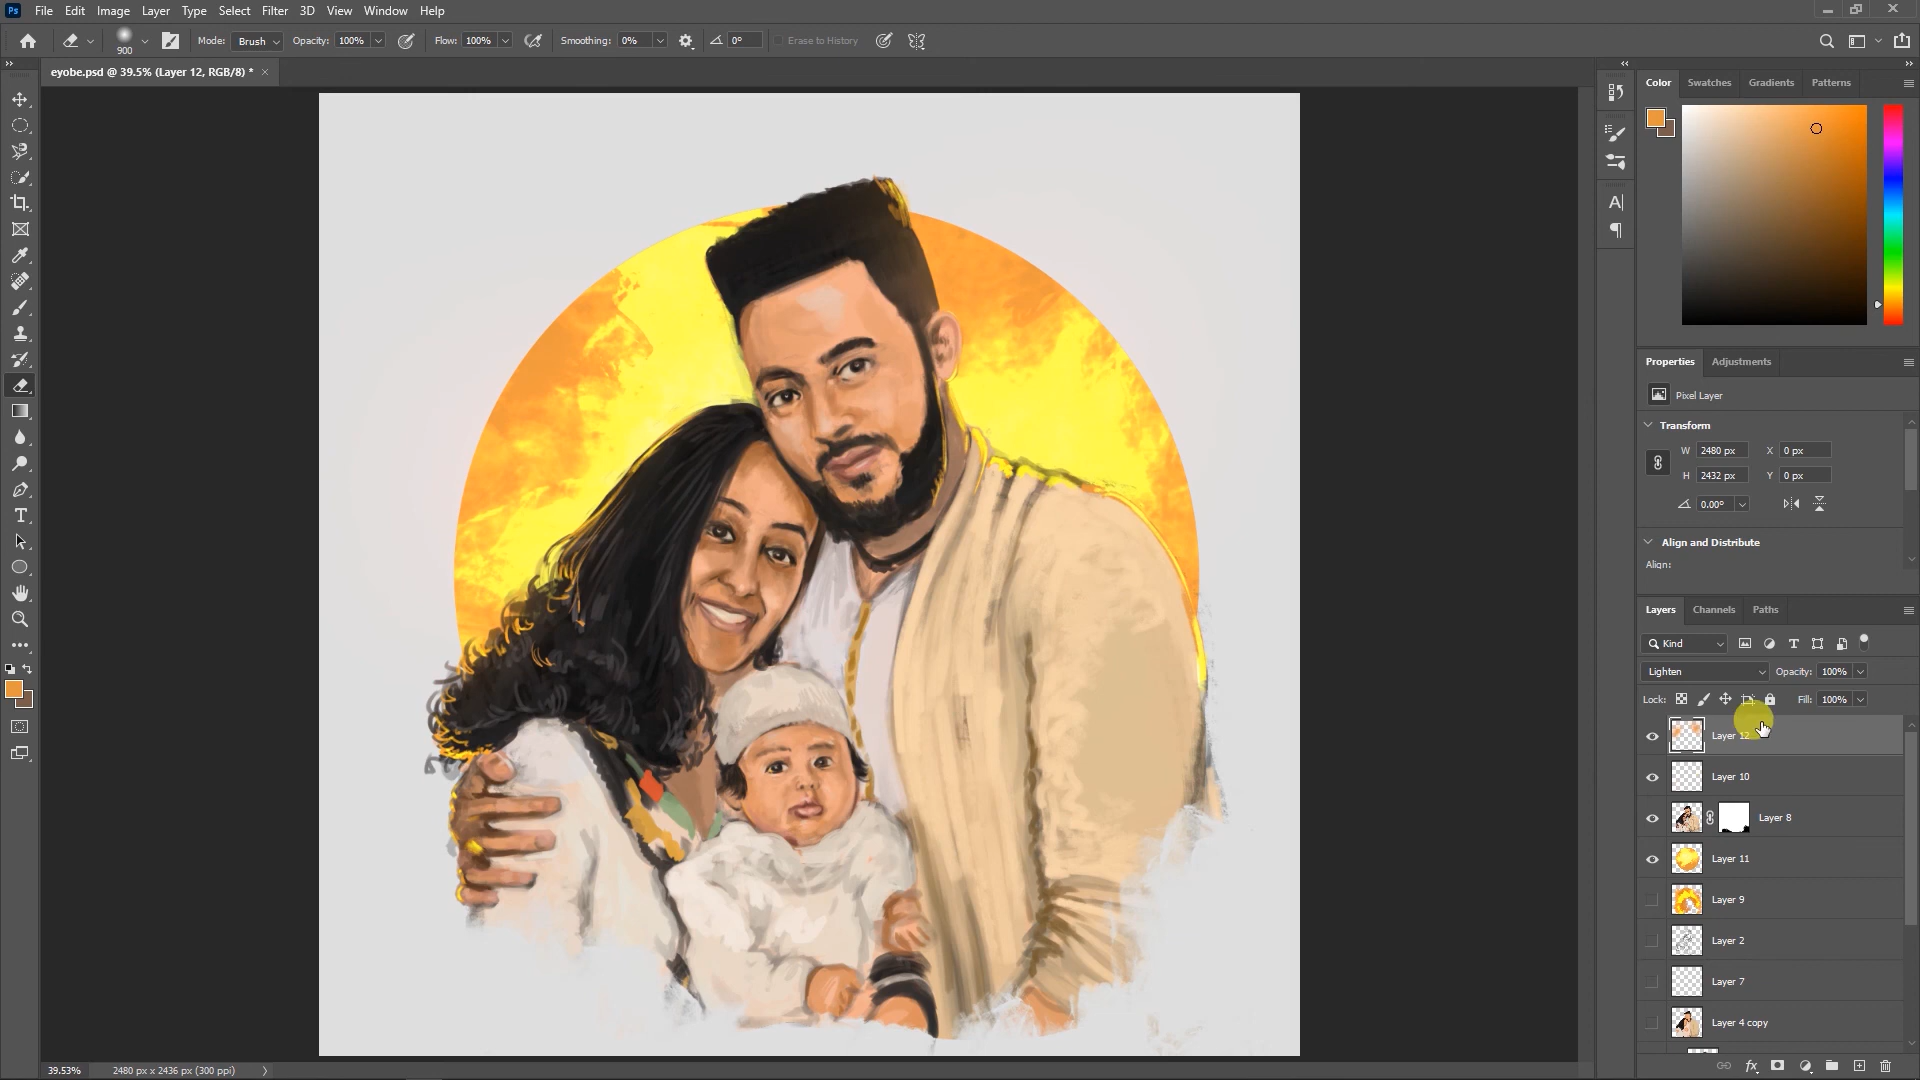 Ps File Edit Image Layer Type Select Filter 3D View Window Help
900 Mode: Brush Opacity: 100% Flow: 100% Smoothing: 0% 0° Erase to History
eyobe.psd @ 39.5% (Layer 12, RGB/8) *
Color Swatches Gradients Patterns
Properties Adjustments
Pixel Layer
Transform
W 2480 px X 0 px
H 2432 px Y 0 px
0.00°
Align and Distribute
Align:
Layers Channels Paths
Kind
Lighten Opacity: 100%
Lock: Fill: 100%
Layer 12
Layer 10
Layer 8
Layer 11
Layer 9
Layer 2
Layer 7
Layer 4 copy
39.53% 2480 px x 2436 px (300 ppi)